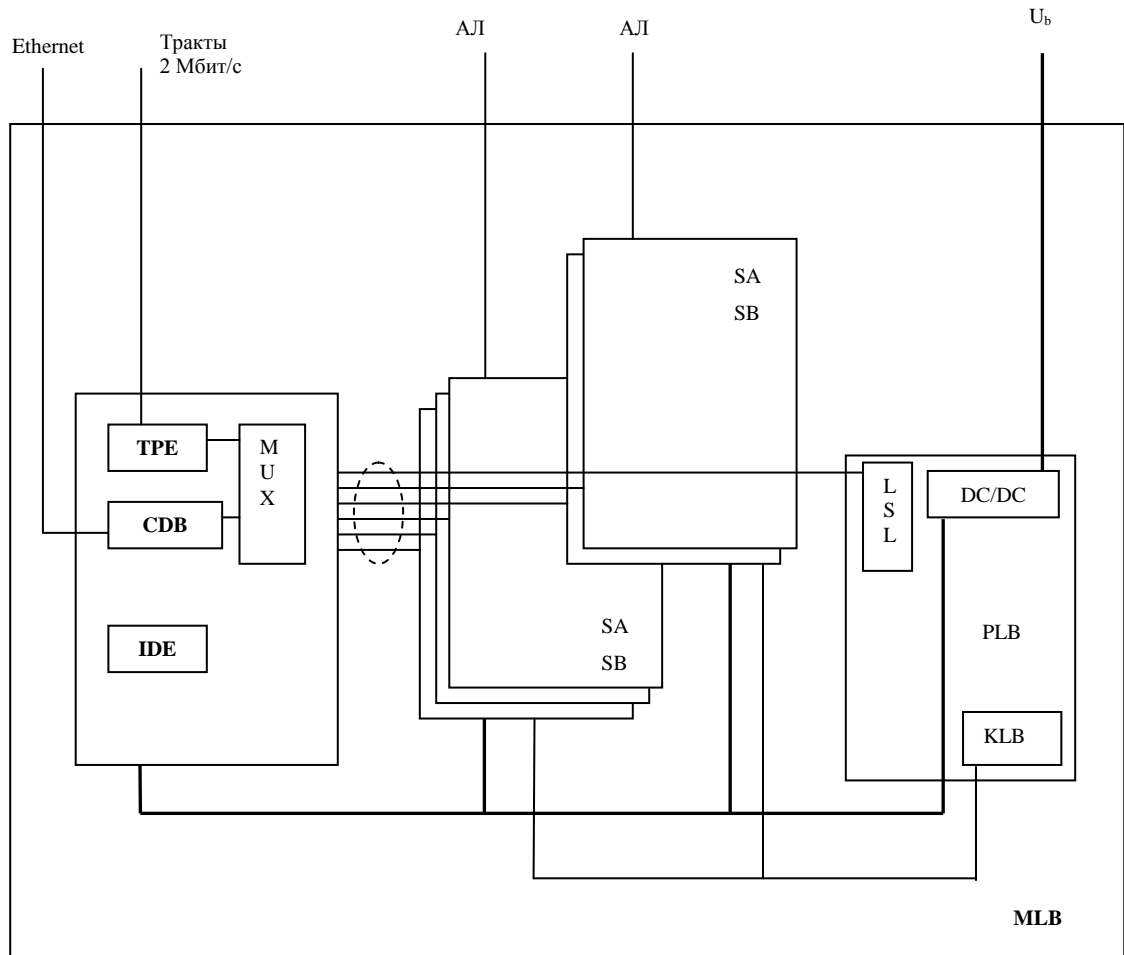 Ethernet
Тракты
2 Мбит/с
АЛ
АЛ
U_b
SA
SB
TPE
CDB
IDE
M
U
X
SA
SB
L
S
L
DC/DC
PLB
KLB
MLB